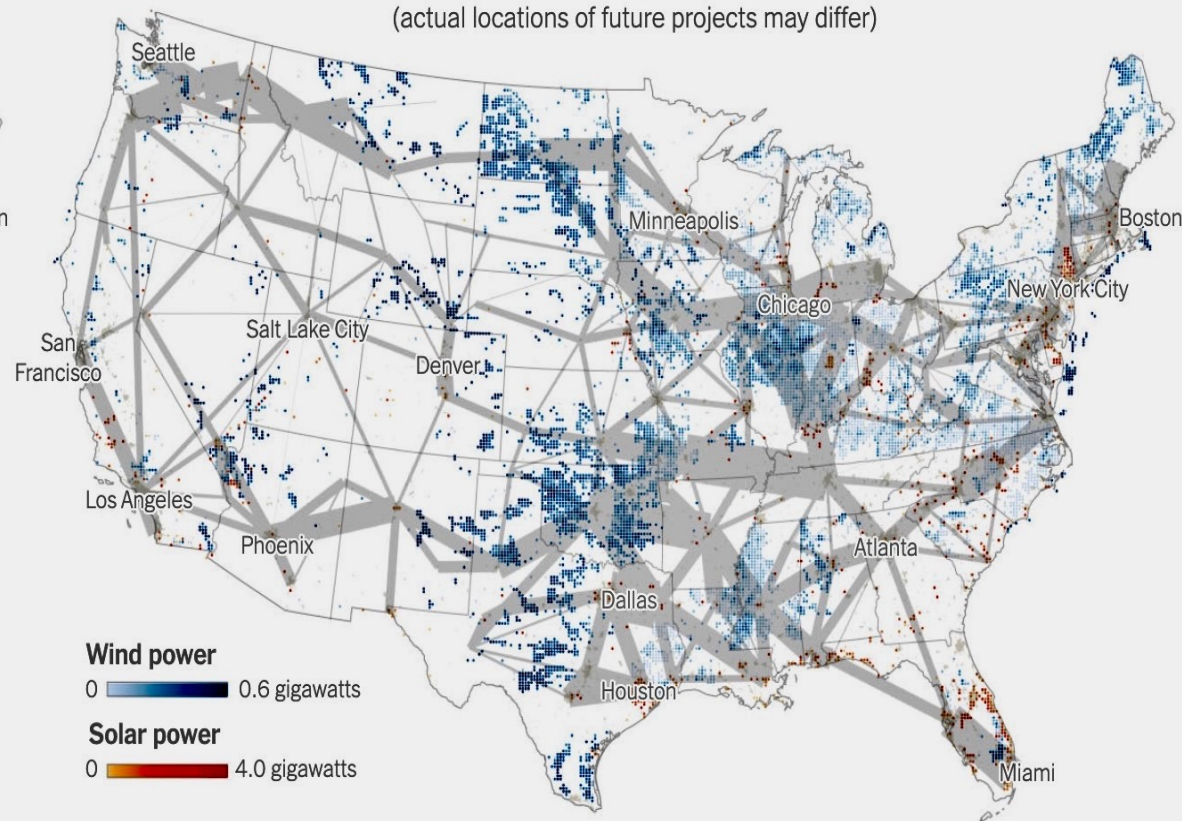 (actual locations of future projects may differ)
Seattle
n
Minneapolis
Boston
New York City
Chicago
Salt Lake City
San
Francisco
Denver
Los Angeles
Phoenix
Atlanta
Dallas
Houston
Miami
Wind power
0 0.6 gigawatts
Solar power
0 4.0 gigawatts